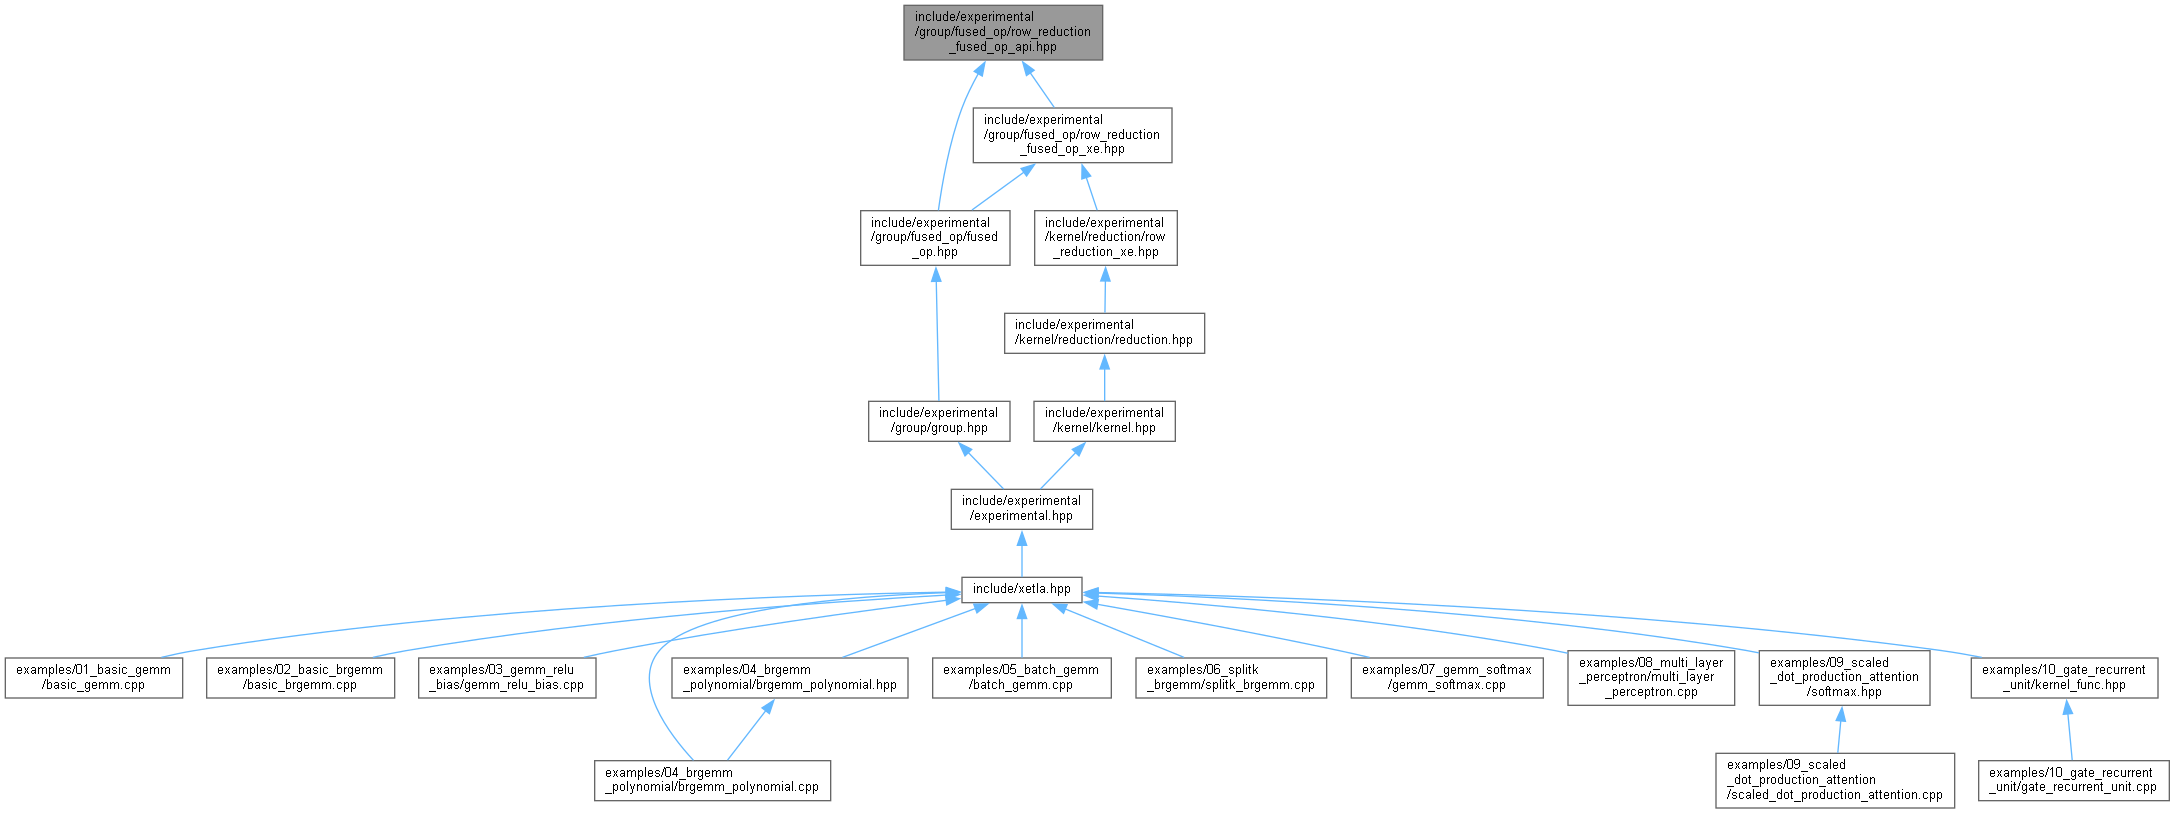 include/experimental
/group/fused_op/row_reduction
_fused_op_api.hpp
include/experimental
/group/fused_op/row_reduction
_fused_op_xe.hpp
include/experimental
/group/fused_op/fused
_op.hpp
include/experimental
/kernel/reduction/row
_reduction_xe.hpp
include/experimental
/kernel/reduction/reduction.hpp
include/experimental
/group/group.hpp
include/experimental
/kernel/kernel.hpp
include/experimental
/experimental.hpp
include/xetla.hpp
examples/01_basic_gemm
/basic_gemm.cpp
examples/02_basic_brgemm
/basic_brgemm.cpp
examples/03_gemm_relu
_bias/gemm_relu_bias.cpp
examples/04_brgemm
_polynomial/brgemm_polynomial.hpp
examples/05_batch_gemm
/batch_gemm.cpp
examples/06_splitk
_brgemm/splitk_brgemm.cpp
examples/07_gemm_softmax
/gemm_softmax.cpp
examples/08_multi_layer
_perceptron/multi_layer
_perceptron.cpp
examples/09_scaled
_dot_production_attention
/softmax.hpp
examples/10_gate_recurrent
_unit/kernel_func.hpp
examples/04_brgemm
_polynomial/brgemm_polynomial.cpp
examples/09_scaled
_dot_production_attention
/scaled_dot_production_attention.cpp
examples/10_gate_recurrent
_unit/gate_recurrent_unit.cpp